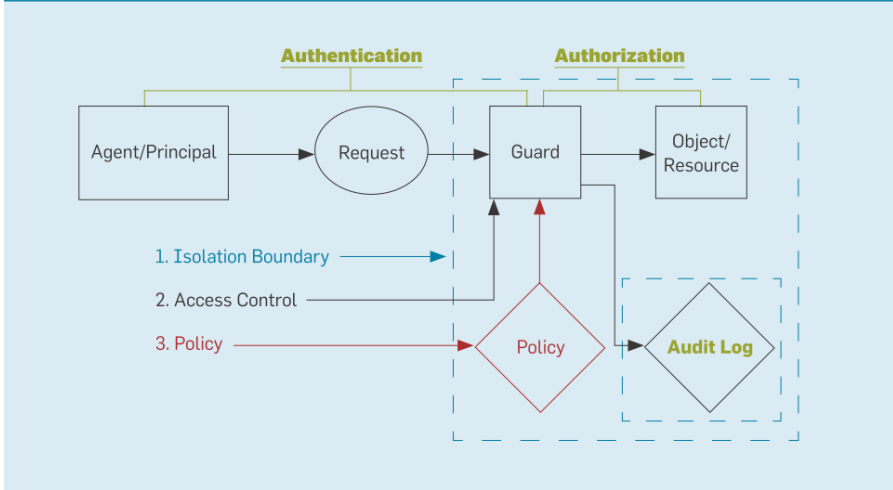 Authentication
Authorization
Agent/Principal
Request
Guard
Object/
Resource
1. Isolation Boundary
2. Access Control
3. Policy
Policy
Audit Log